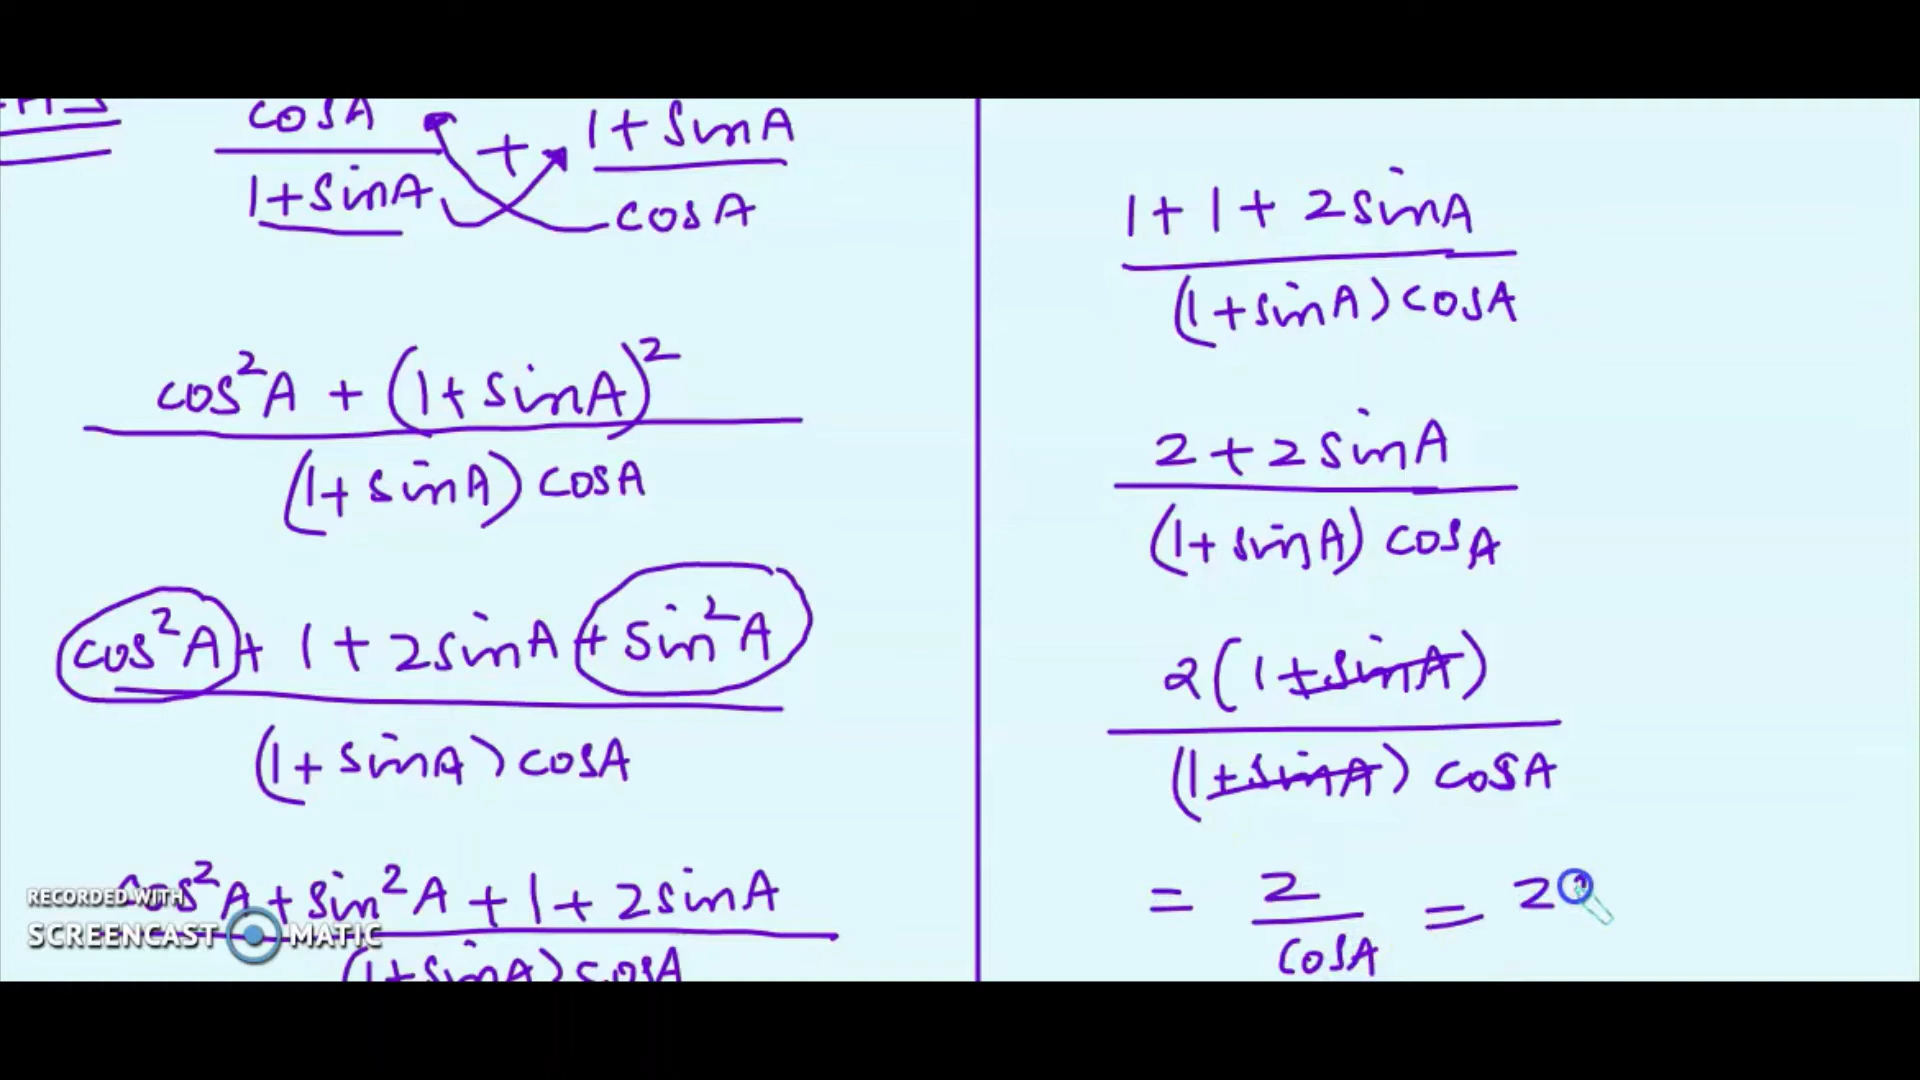 cosA / 1+sinA + 1+sinA / cosA
cos²A + (1+sinA)² / (1+sinA) cosA
cos²A + 1 + 2sinA + sin²A / (1+sinA) cosA
cos²A + sin²A + 1 + 2sinA / (1+sinA) cosA
1+1+2sinA / (1+sinA) cosA
2+2sinA / (1+sinA) cosA
2(1+sinA) / (1+sinA) cosA
= 2 / cosA = 2
RECORDED WITH
SCREENCAST MATIC